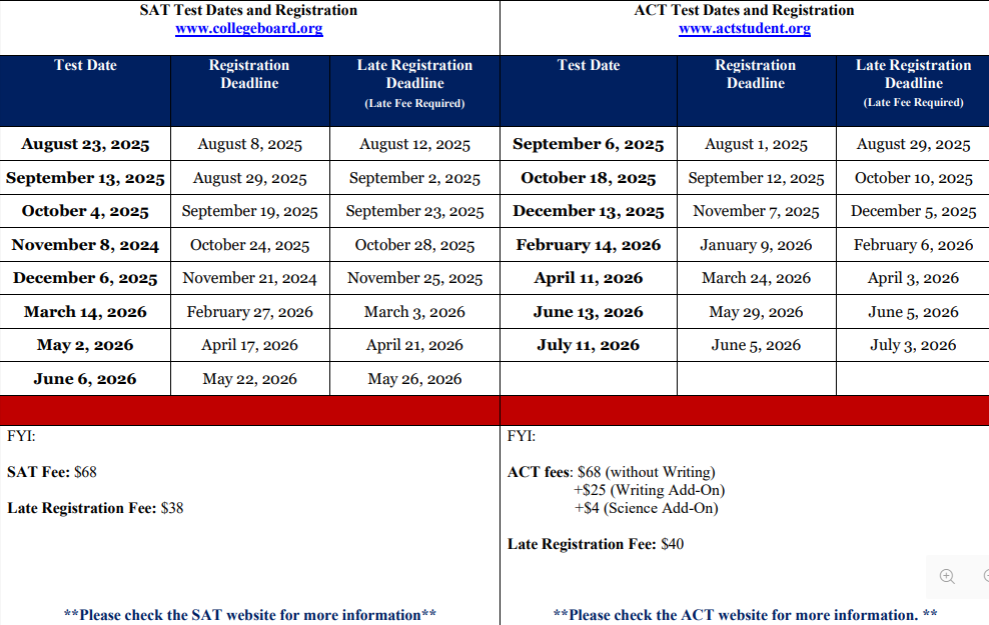 SAT Test Dates and Registration
www.collegeboard.org
ACT Test Dates and Registration
www.actstudent.org
Test Date Registration Deadline Late Registration Deadline (Late Fee Required) Test Date Registration Deadline Late Registration Deadline (Late Fee Required)
August 23, 2025 August 8, 2025 August 12, 2025 September 6, 2025 August 1, 2025 August 29, 2025
September 13, 2025 August 29, 2025 September 2, 2025 October 18, 2025 September 12, 2025 October 10, 2025
October 4, 2025 September 19, 2025 September 23, 2025 December 13, 2025 November 7, 2025 December 5, 2025
November 8, 2024 October 24, 2025 October 28, 2025 February 14, 2026 January 9, 2026 February 6, 2026
December 6, 2025 November 21, 2024 November 25, 2025 April 11, 2026 March 24, 2026 April 3, 2026
March 14, 2026 February 27, 2026 March 3, 2026 June 13, 2026 May 29, 2026 June 5, 2026
May 2, 2026 April 17, 2026 April 21, 2026 July 11, 2026 June 5, 2026 July 3, 2026
June 6, 2026 May 22, 2026 May 26, 2026
FYI:
SAT Fee: $68
Late Registration Fee: $38
**Please check the SAT website for more information**
FYI:
ACT fees: $68 (without Writing)
+$25 (Writing Add-On)
+$4 (Science Add-On)
Late Registration Fee: $40
**Please check the ACT website for more information. **